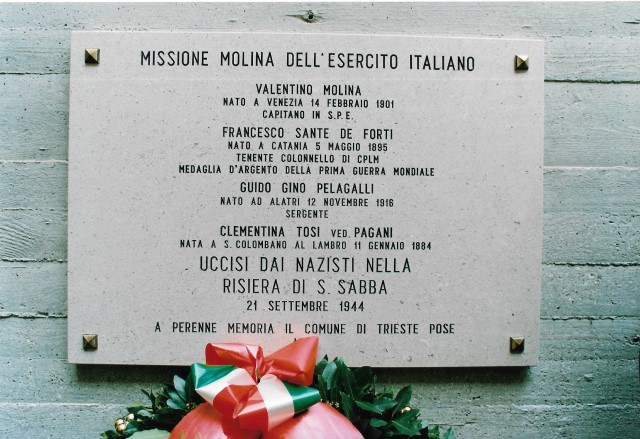 MISSIONE MOLINA DELL'ESERCITO ITALIANO
VALENTINO MOLINA
NATO A VENEZIA 14 FEBBRAIO 1901
CAPITANO IN S.P.E.
FRANCESCO SANTE DE FORTI
NATO A CATANIA 5 MAGGIO 1895
TENENTE COLONNELLO DI CPLM
MEDAGLIA D'ARGENTO DELLA PRIMA GUERRA MONDIALE
GUIDO GINO PELAGALLI
NATO AD ALATRI 12 NOVEMBRE 1916
SERGENTE
CLEMENTINA TOSI VED. PAGANI
NATA A S. COLOMBANO AL LAMBRO 11 GENNAIO 1884
UCCISI DAI NAZISTI NELLA
RISIERA DI S. SABBA
21 SETTEMBRE 1944
A PERENNE MEMORIA IL COMUNE DI TRIESTE POSE